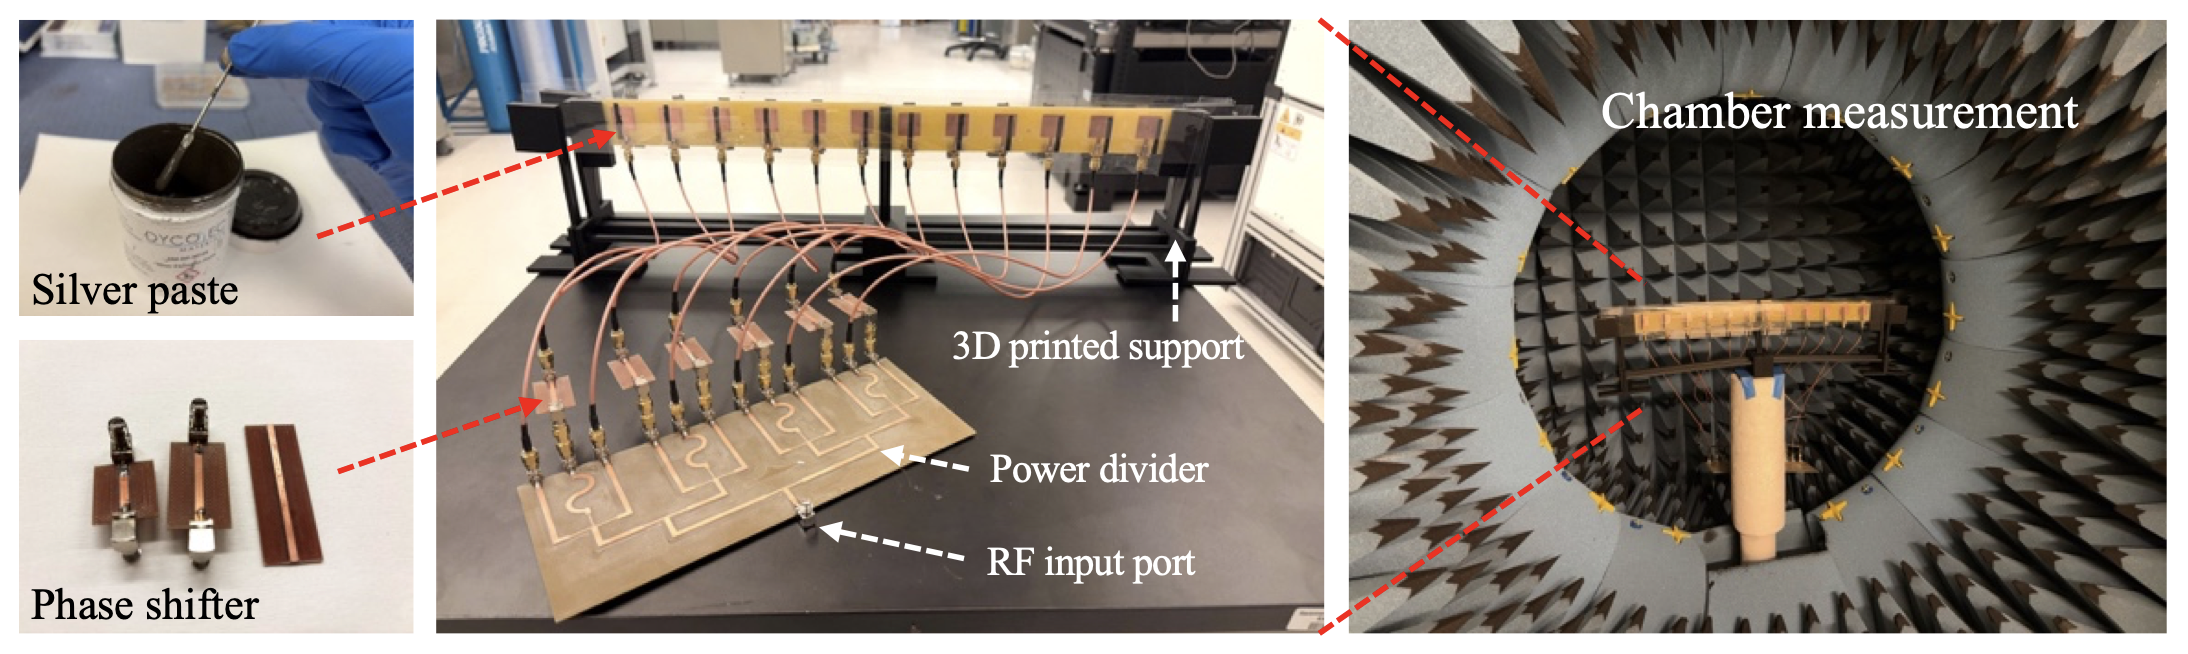 Silver paste
Phase shifter
3D printed support
Power divider
RF input port
Chamber measurement